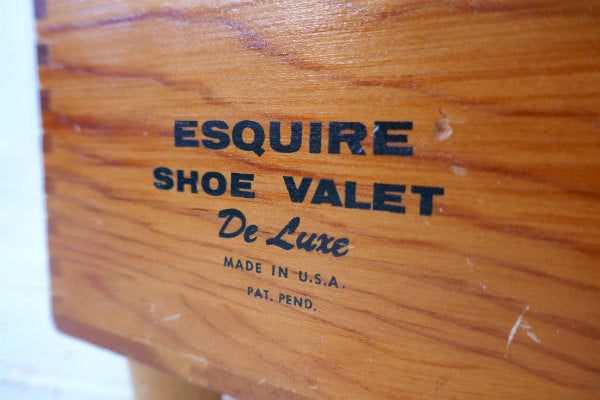 ESQUIRE
SHOE VALET
De Luxe
MADE IN U.S.A.
PAT. PEND.